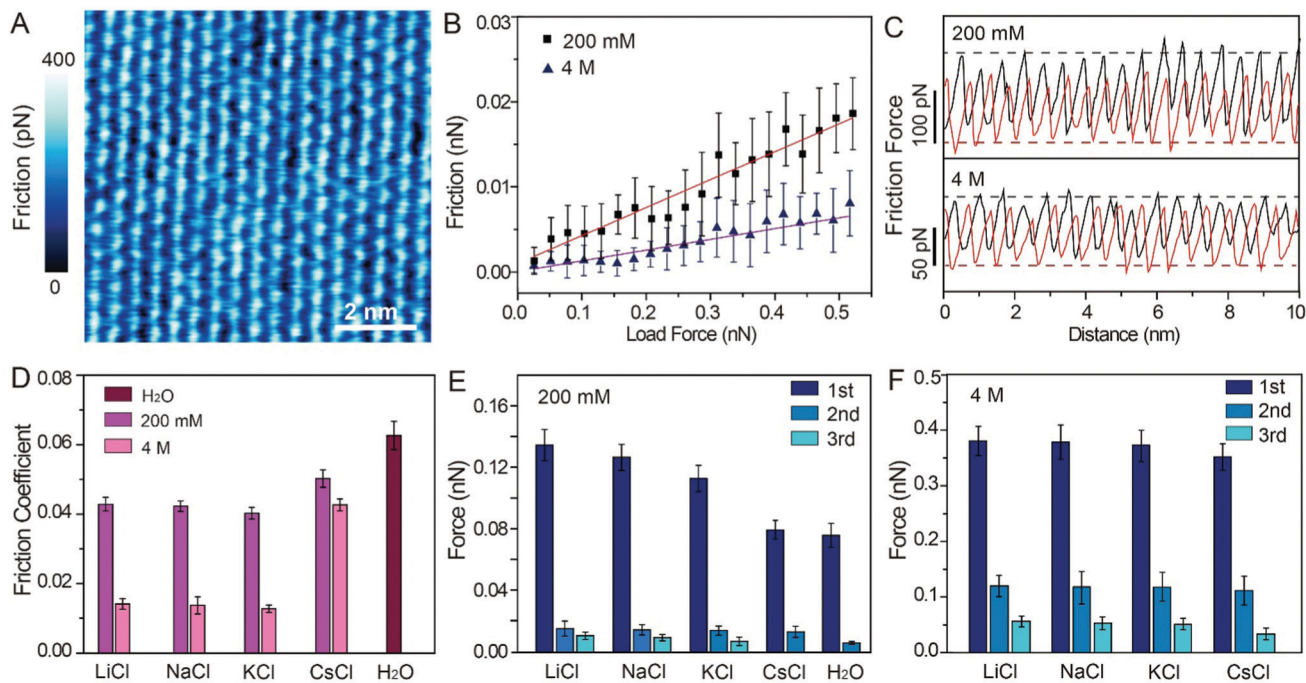 A
400
Friction (pN)
0
2 nm
B
0.03
0.02
0.01
0.00
Friction (nN)
200 mM
4 M
0.0 0.1 0.2 0.3 0.4 0.5
Load Force (nN)
C
200 mM
100 pN
Friction Force
4 M
50 pN
0 2 4 6 8 10
Distance (nm)
D
0.08
0.06
0.04
0.02
0.00
Friction Coefficient
H₂O
200 mM
4 M
LiCl NaCl KCl CsCl H₂O
E
0.16
0.12
0.08
0.04
0.00
Force (nN)
200 mM
1st
2nd
3rd
LiCl NaCl KCl CsCl H₂O
F
0.5
0.4
0.3
0.2
0.1
0.0
Force (nN)
4 M
1st
2nd
3rd
LiCl NaCl KCl CsCl